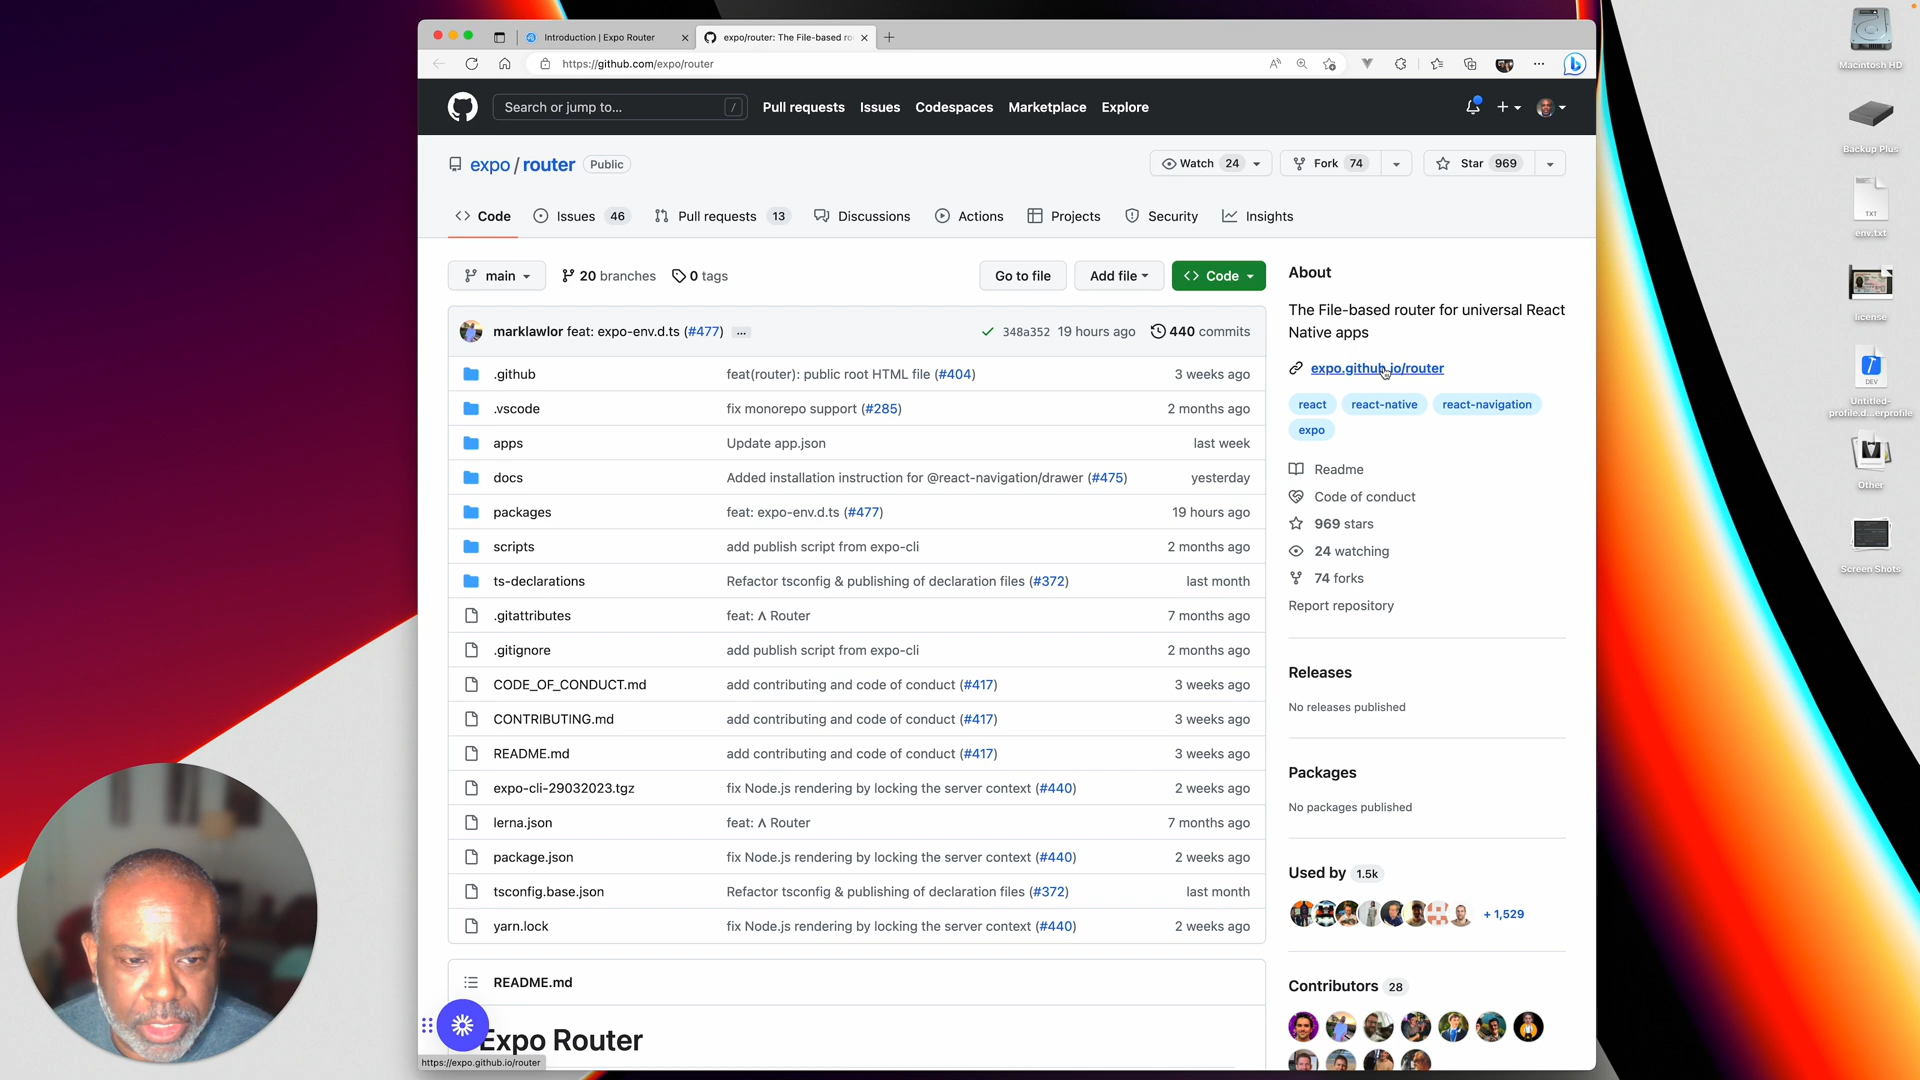 Introduction | Expo Router
expo/router: The File-based ro
https://github.com/expo/router
Search or jump to...
/
Pull requests
Issues
Codespaces
Marketplace
Explore
expo / router
Public
Watch 24
Fork 74
Star 969
Code
Issues 46
Pull requests 13
Discussions
Actions
Projects
Security
Insights
main
20 branches
0 tags
Go to file
Add file
Code
marklawlor feat: expo-env.d.ts (#477) ...
348a352 19 hours ago
440 commits
.github feat(router): public root HTML file (#404) 3 weeks ago
.vscode fix monorepo support (#285) 2 months ago
apps Update app.json last week
docs Added installation instruction for @react-navigation/drawer (#475) yesterday
packages feat: expo-env.d.ts (#477) 19 hours ago
scripts add publish script from expo-cli 2 months ago
ts-declarations Refactor tsconfig & publishing of declaration files (#372) last month
.gitattributes feat: Λ Router 7 months ago
.gitignore add publish script from expo-cli 2 months ago
CODE_OF_CONDUCT.md add contributing and code of conduct (#417) 3 weeks ago
CONTRIBUTING.md add contributing and code of conduct (#417) 3 weeks ago
README.md add contributing and code of conduct (#417) 3 weeks ago
expo-cli-29032023.tgz fix Node.js rendering by locking the server context (#440) 2 weeks ago
lerna.json feat: Λ Router 7 months ago
package.json fix Node.js rendering by locking the server context (#440) 2 weeks ago
tsconfig.base.json Refactor tsconfig & publishing of declaration files (#372) last month
yarn.lock fix Node.js rendering by locking the server context (#440) 2 weeks ago
README.md
Expo Router
https://expo.github.io/router
About
The File-based router for universal React
Native apps
expo.github.io/router
react react-native react-navigation
expo
Readme
Code of conduct
969 stars
24 watching
74 forks
Report repository
Releases
No releases published
Packages
No packages published
Used by 1.5k
+ 1,529
Contributors 28
Macintosh HD
Backup Plus
TXT
env.txt
license
DEV
Untitled-
profile.d...erprofile
Other
Screen Shots